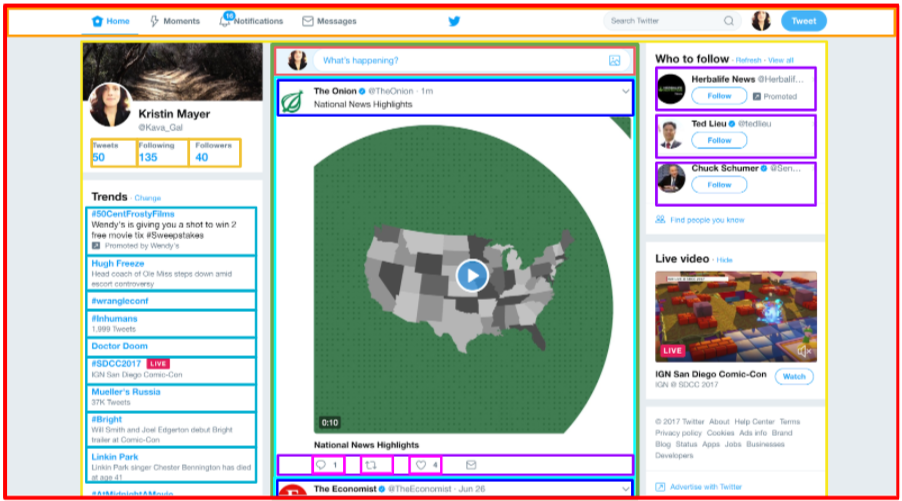 Home Moments 16 Notifications Messages Search Twitter Tweet
Kristin Mayer
@Kava_Gal
Tweets Following Followers
50 135 40
Trends · Change
#50CentFrostyFilms
Wendy's is giving you a shot to win 2
free movie tix #Sweepstakes
Promoted by Wendy's
Hugh Freeze
Head coach of Ole Miss steps down amid
escort controversy
#wrangleconf
#Inhumans
1,999 Tweets
Doctor Doom
#SDCC2017 LIVE
IGN San Diego Comic-Con
Mueller's Russia
37K Tweets
#Bright
Will Smith and Joel Edgerton debut Bright
trailer at Comic-Con
Linkin Park
Linkin Park singer Chester Bennington has died
at age 41
#AtMidnightAMovie
What's happening?
The Onion @TheOnion · 1m
National News Highlights
0:10
National News Highlights
1 4
The Economist @TheEconomist · Jun 26
Who to follow · Refresh · View all
Herbalife News @Herbalif...
Follow Promoted
Ted Lieu @tedlieu
Follow
Chuck Schumer @Sen...
Follow
Find people you know
Live video · Hide
LIVE
IGN San Diego Comic-Con
IGN @ SDCC 2017
Watch
© 2017 Twitter About Help Center Terms
Privacy policy Cookies Ads info Brand
Blog Status Apps Jobs Businesses
Developers
Advertise with Twitter